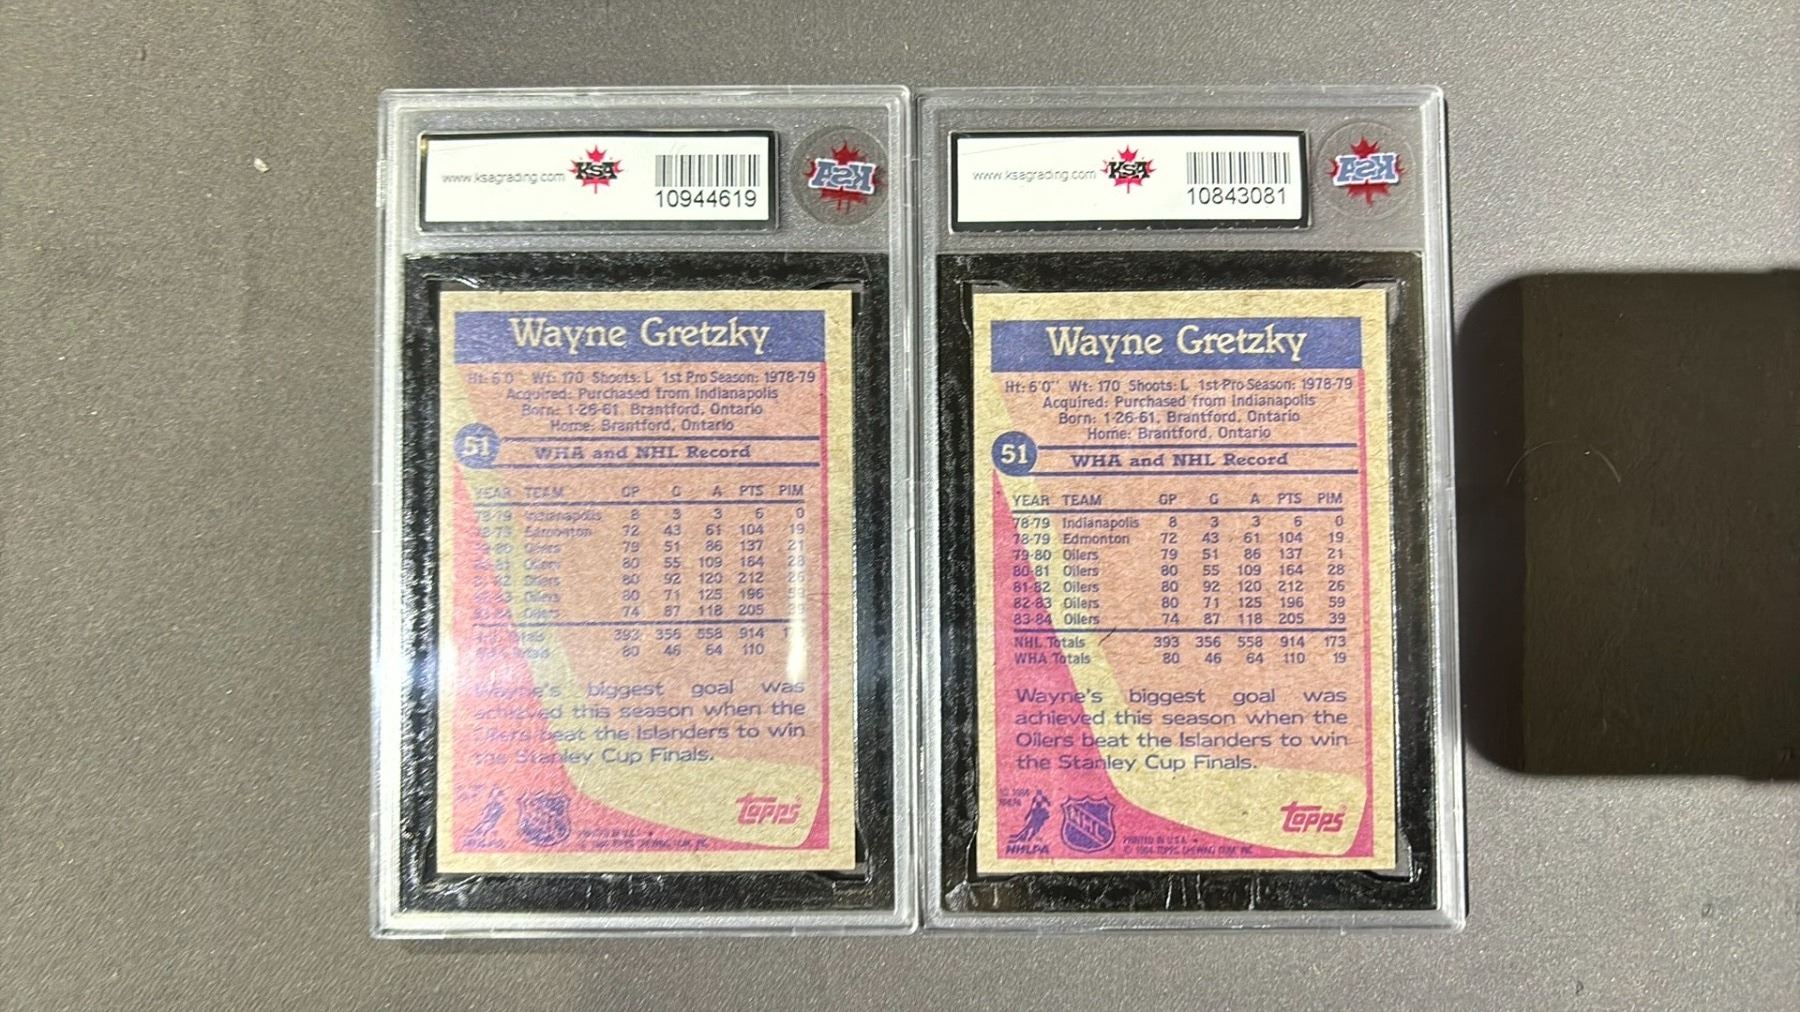 www.ksagrading.com KSA 10944619
KSA
Wayne Gretzky
Ht: 6'0" Wt: 170 Shoots: L 1st Pro Season: 1978-79
Acquired: Purchased from Indianapolis
Born: 1-26-61, Brantford, Ontario
Home: Brantford, Ontario
51 WHA and NHL Record
YEAR TEAM GP G A PTS PIM
78-79 Indianapolis 8 3 3 6 0
78-79 Edmonton 72 43 61 104 19
79-80 Oilers 79 51 86 137 21
80-81 Oilers 80 55 109 164 28
81-82 Oilers 80 92 120 212 26
82-83 Oilers 80 71 125 196 59
83-84 Oilers 74 87 118 205 39
Totals 393 356 558 914
Totals 80 46 64 110
Wayne's biggest goal was
achieved this season when the
Oilers beat the Islanders to win
the Stanley Cup Finals.
topps
PRINTED IN U.S.A.
www.ksagrading.com KSA 10843081
KSA
Wayne Gretzky
Ht: 6'0" Wt: 170 Shoots: L 1st Pro Season: 1978-79
Acquired: Purchased from Indianapolis
Born: 1-26-61, Brantford, Ontario
Home: Brantford, Ontario
51 WHA and NHL Record
YEAR TEAM GP G A PTS PIM
78-79 Indianapolis 8 3 3 6 0
78-79 Edmonton 72 43 61 104 19
79-80 Oilers 79 51 86 137 21
80-81 Oilers 80 55 109 164 28
81-82 Oilers 80 92 120 212 26
82-83 Oilers 80 71 125 196 59
83-84 Oilers 74 87 118 205 39
NHL Totals 393 356 558 914 173
WHA Totals 80 46 64 110 19
Wayne's biggest goal was
achieved this season when the
Oilers beat the Islanders to win
the Stanley Cup Finals.
© 1984 NHLPA
NHLPA
NHL
topps
PRINTED IN U.S.A.
© 1984 TOPPS CHEWING GUM, INC.